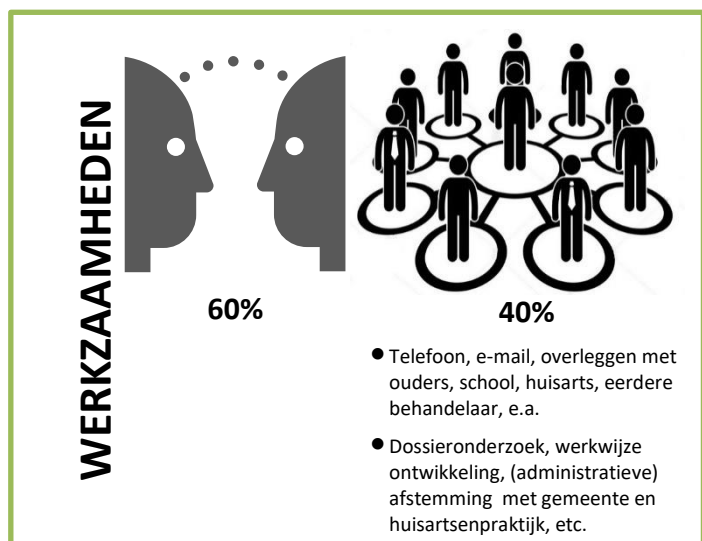 WERKZAAMHEDEN
60%
40%
● Telefoon, e-mail, overleggen met
ouders, school, huisarts, eerdere
behandelaar, e.a.
● Dossieronderzoek, werkwijze
ontwikkeling, (administratieve)
afstemming met gemeente en
huisartsenpraktijk, etc.